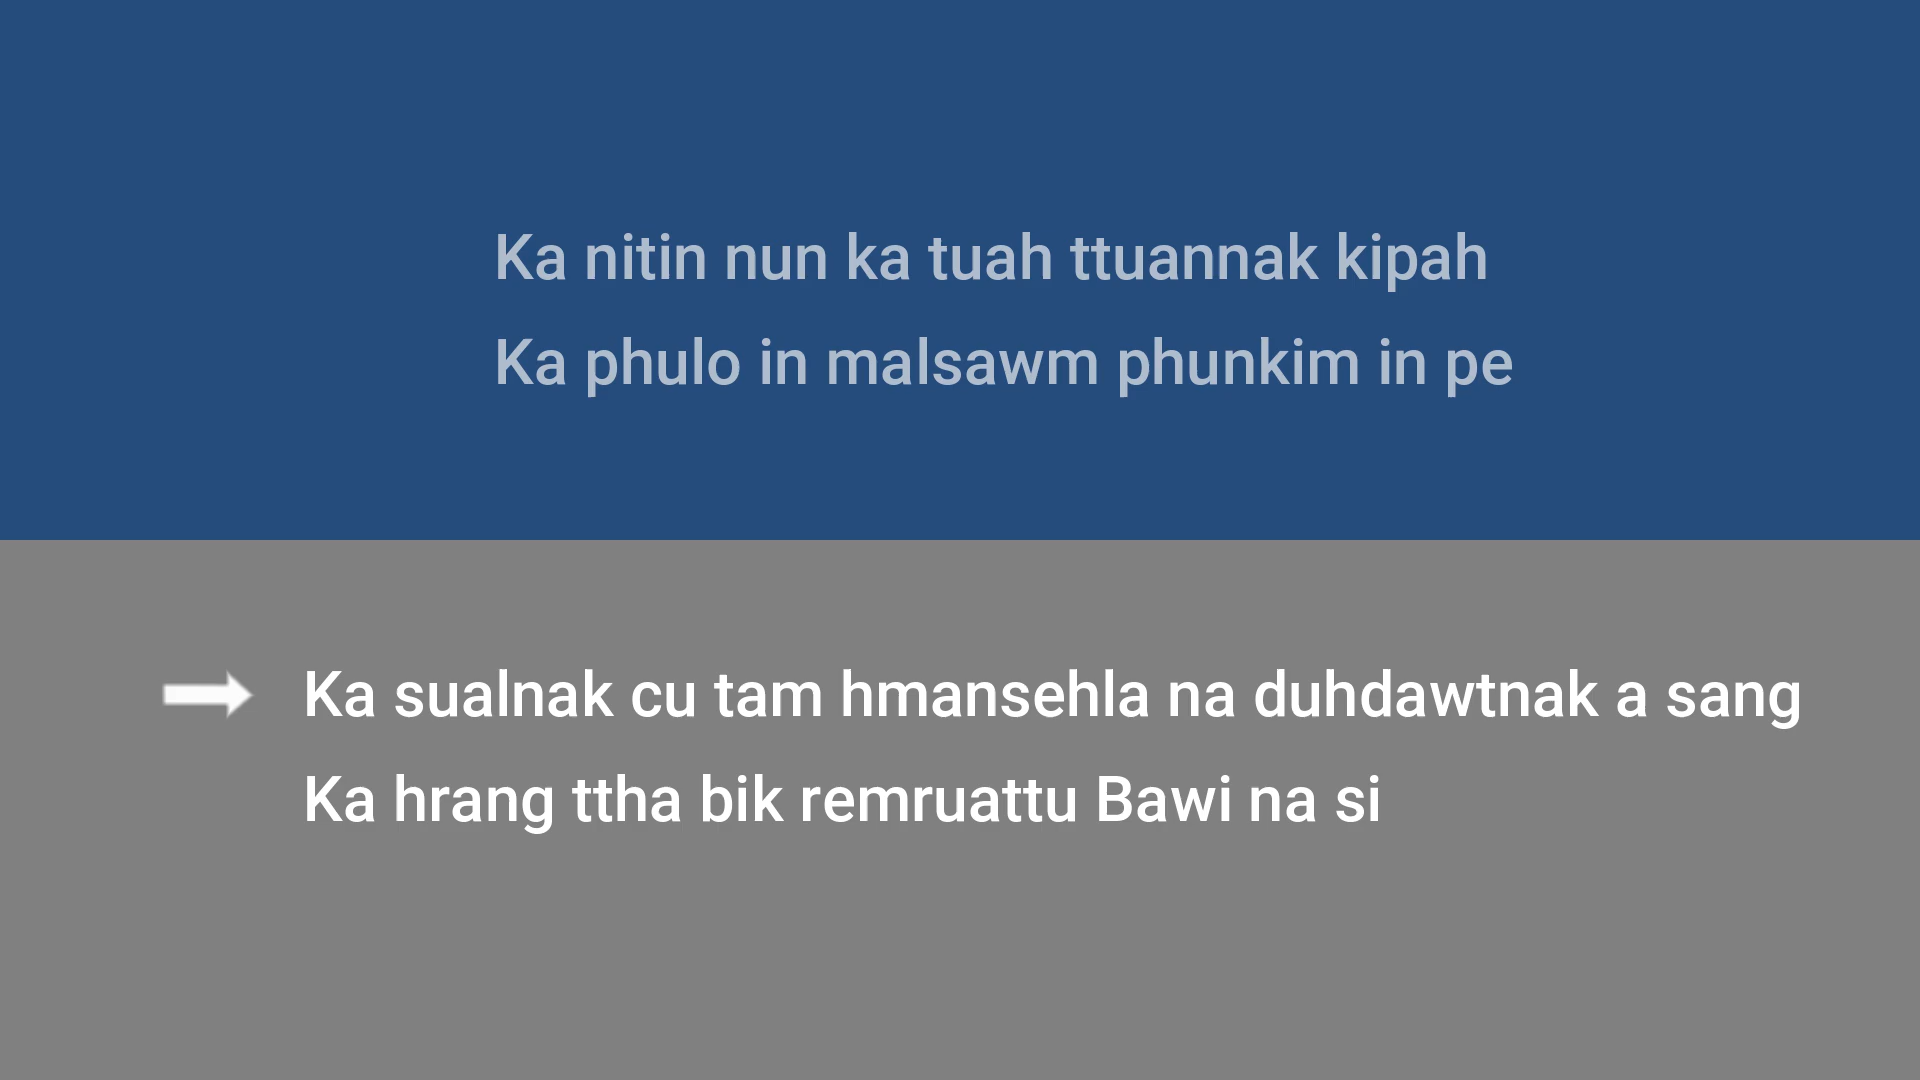 Ka nitin nun ka tuah ttuannak kipah
Ka phulo in malsawm phunkim in pe
Ka sualnak cu tam hmansehla na duhdawtnak a sang
Ka hrang ttha bik remruattu Bawi na si